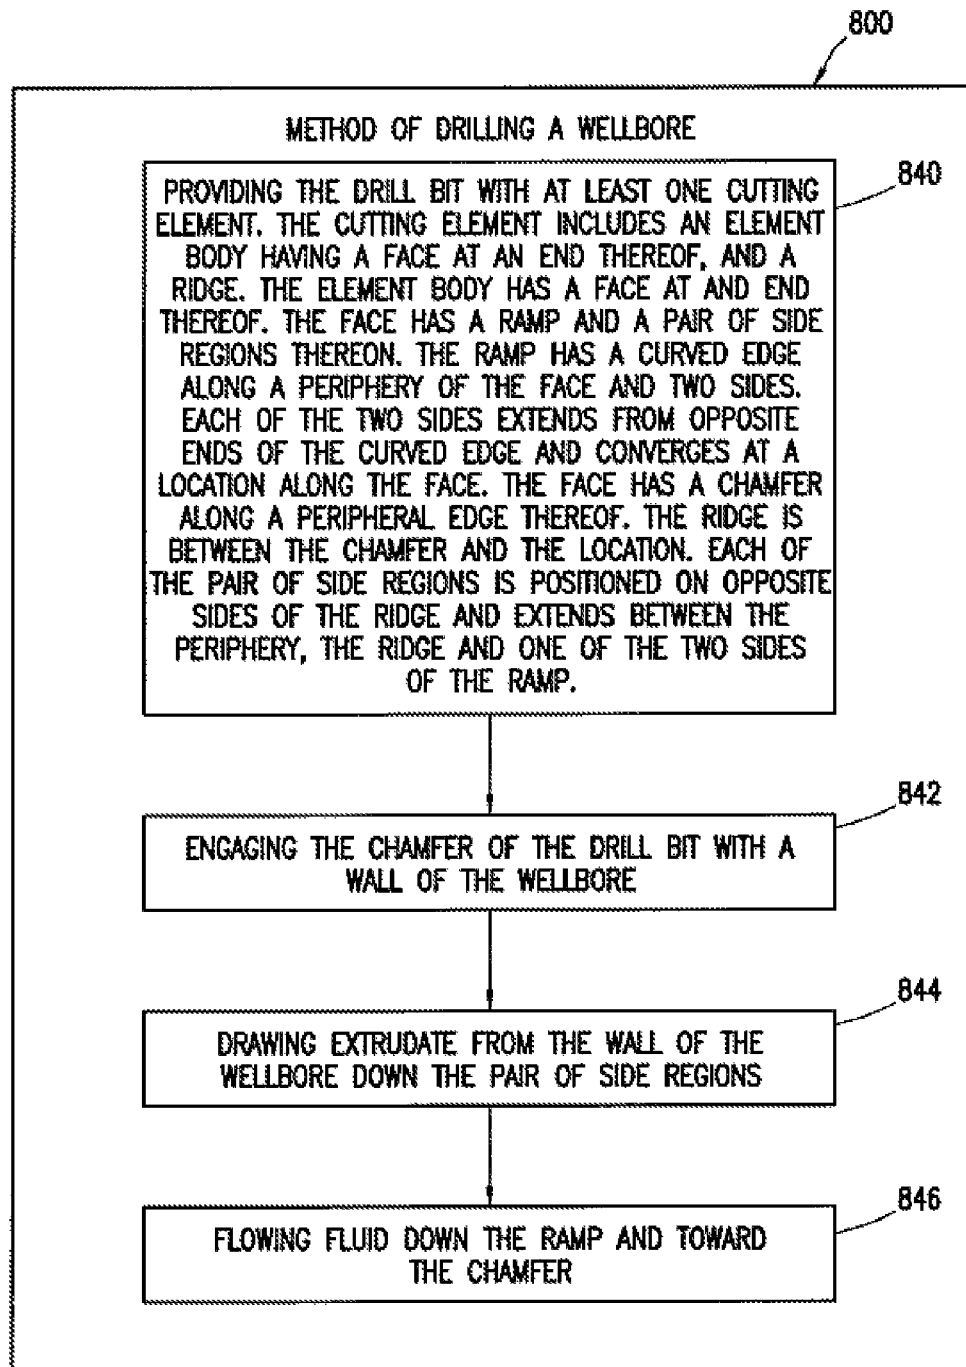 800
METHOD OF DRILLING A WELLBORE
840
PROVIDING THE DRILL BIT WITH AT LEAST ONE CUTTING
ELEMENT. THE CUTTING ELEMENT INCLUDES AN ELEMENT
BODY HAVING A FACE AT AN END THEREOF, AND A
RIDGE. THE ELEMENT BODY HAS A FACE AT AND END
THEREOF. THE FACE HAS A RAMP AND A PAIR OF SIDE
REGIONS THEREON. THE RAMP HAS A CURVED EDGE
ALONG A PERIPHERY OF THE FACE AND TWO SIDES.
EACH OF THE TWO SIDES EXTENDS FROM OPPOSITE
ENDS OF THE CURVED EDGE AND CONVERGES AT A
LOCATION ALONG THE FACE. THE FACE HAS A CHAMFER
ALONG A PERIPHERAL EDGE THEREOF. THE RIDGE IS
BETWEEN THE CHAMFER AND THE LOCATION. EACH OF
THE PAIR OF SIDE REGIONS IS POSITIONED ON OPPOSITE
SIDES OF THE RIDGE AND EXTENDS BETWEEN THE
PERIPHERY, THE RIDGE AND ONE OF THE TWO SIDES
OF THE RAMP.
842
ENGAGING THE CHAMFER OF THE DRILL BIT WITH A
WALL OF THE WELLBORE
844
DRAWING EXTRUDATE FROM THE WALL OF THE
WELLBORE DOWN THE PAIR OF SIDE REGIONS
846
FLOWING FLUID DOWN THE RAMP AND TOWARD
THE CHAMFER